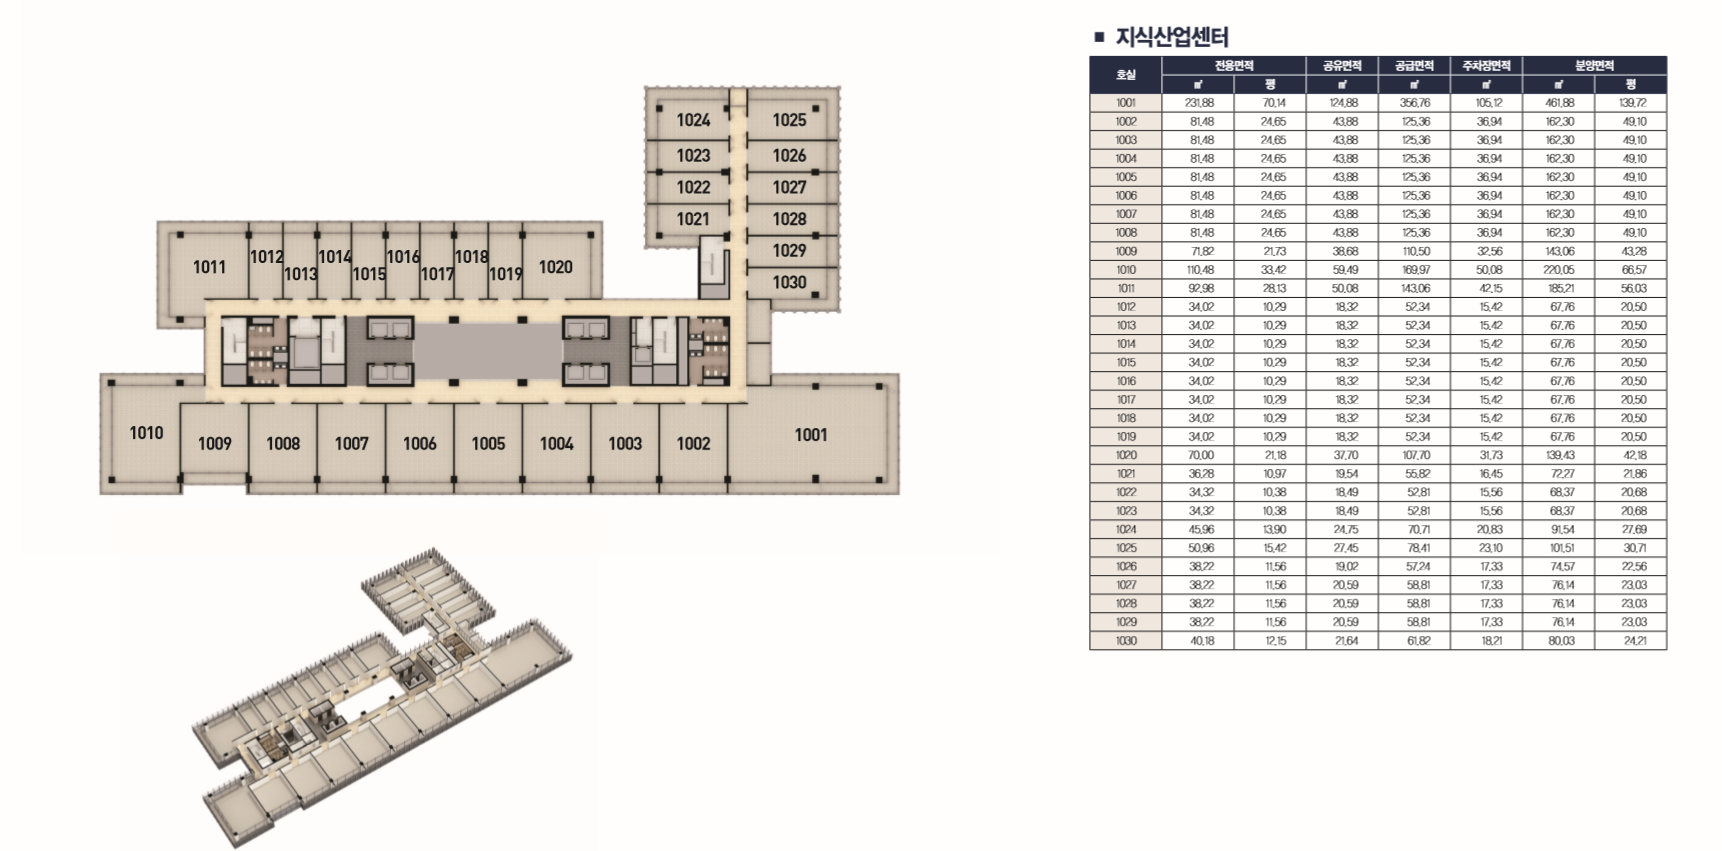 1024 1025
1023 1026
1022 1027
1021 1028
1029
1030
1011 1012 1013 1014 1015 1016 1017 1018 1019 1020
1010 1009 1008 1007 1006 1005 1004 1003 1002 1001
■ 지식산업센터
호실 전용면적 공유면적 공급면적 주차장면적 분양면적
㎡ 평 ㎡ ㎡ ㎡ ㎡ 평
1001 231.88 70.14 124.88 356.76 105.12 461.88 139.72
1002 81.48 24.65 43.88 125.36 36.94 162.30 49.10
1003 81.48 24.65 43.88 125.36 36.94 162.30 49.10
1004 81.48 24.65 43.88 125.36 36.94 162.30 49.10
1005 81.48 24.65 43.88 125.36 36.94 162.30 49.10
1006 81.48 24.65 43.88 125.36 36.94 162.30 49.10
1007 81.48 24.65 43.88 125.36 36.94 162.30 49.10
1008 81.48 24.65 43.88 125.36 36.94 162.30 49.10
1009 71.82 21.73 38.68 110.50 32.56 143.06 43.28
1010 110.48 33.42 59.49 169.97 50.08 220.05 66.57
1011 92.98 28.13 50.08 143.06 42.15 185.21 56.03
1012 34.02 10.29 18.32 52.34 15.42 67.76 20.50
1013 34.02 10.29 18.32 52.34 15.42 67.76 20.50
1014 34.02 10.29 18.32 52.34 15.42 67.76 20.50
1015 34.02 10.29 18.32 52.34 15.42 67.76 20.50
1016 34.02 10.29 18.32 52.34 15.42 67.76 20.50
1017 34.02 10.29 18.32 52.34 15.42 67.76 20.50
1018 34.02 10.29 18.32 52.34 15.42 67.76 20.50
1019 34.02 10.29 18.32 52.34 15.42 67.76 20.50
1020 70.00 21.18 37.70 107.70 31.73 139.43 42.18
1021 36.28 10.97 19.54 55.82 16.45 72.27 21.86
1022 34.32 10.38 18.49 52.81 15.56 68.37 20.68
1023 34.32 10.38 18.49 52.81 15.56 68.37 20.68
1024 45.96 13.90 24.75 70.71 20.83 91.54 27.69
1025 50.96 15.42 27.45 78.41 23.10 101.51 30.71
1026 38.22 11.56 19.02 57.24 17.33 74.57 22.56
1027 38.22 11.56 20.59 58.81 17.33 76.14 23.03
1028 38.22 11.56 20.59 58.81 17.33 76.14 23.03
1029 38.22 11.56 20.59 58.81 17.33 76.14 23.03
1030 40.18 12.15 21.64 61.82 18.21 80.03 24.21